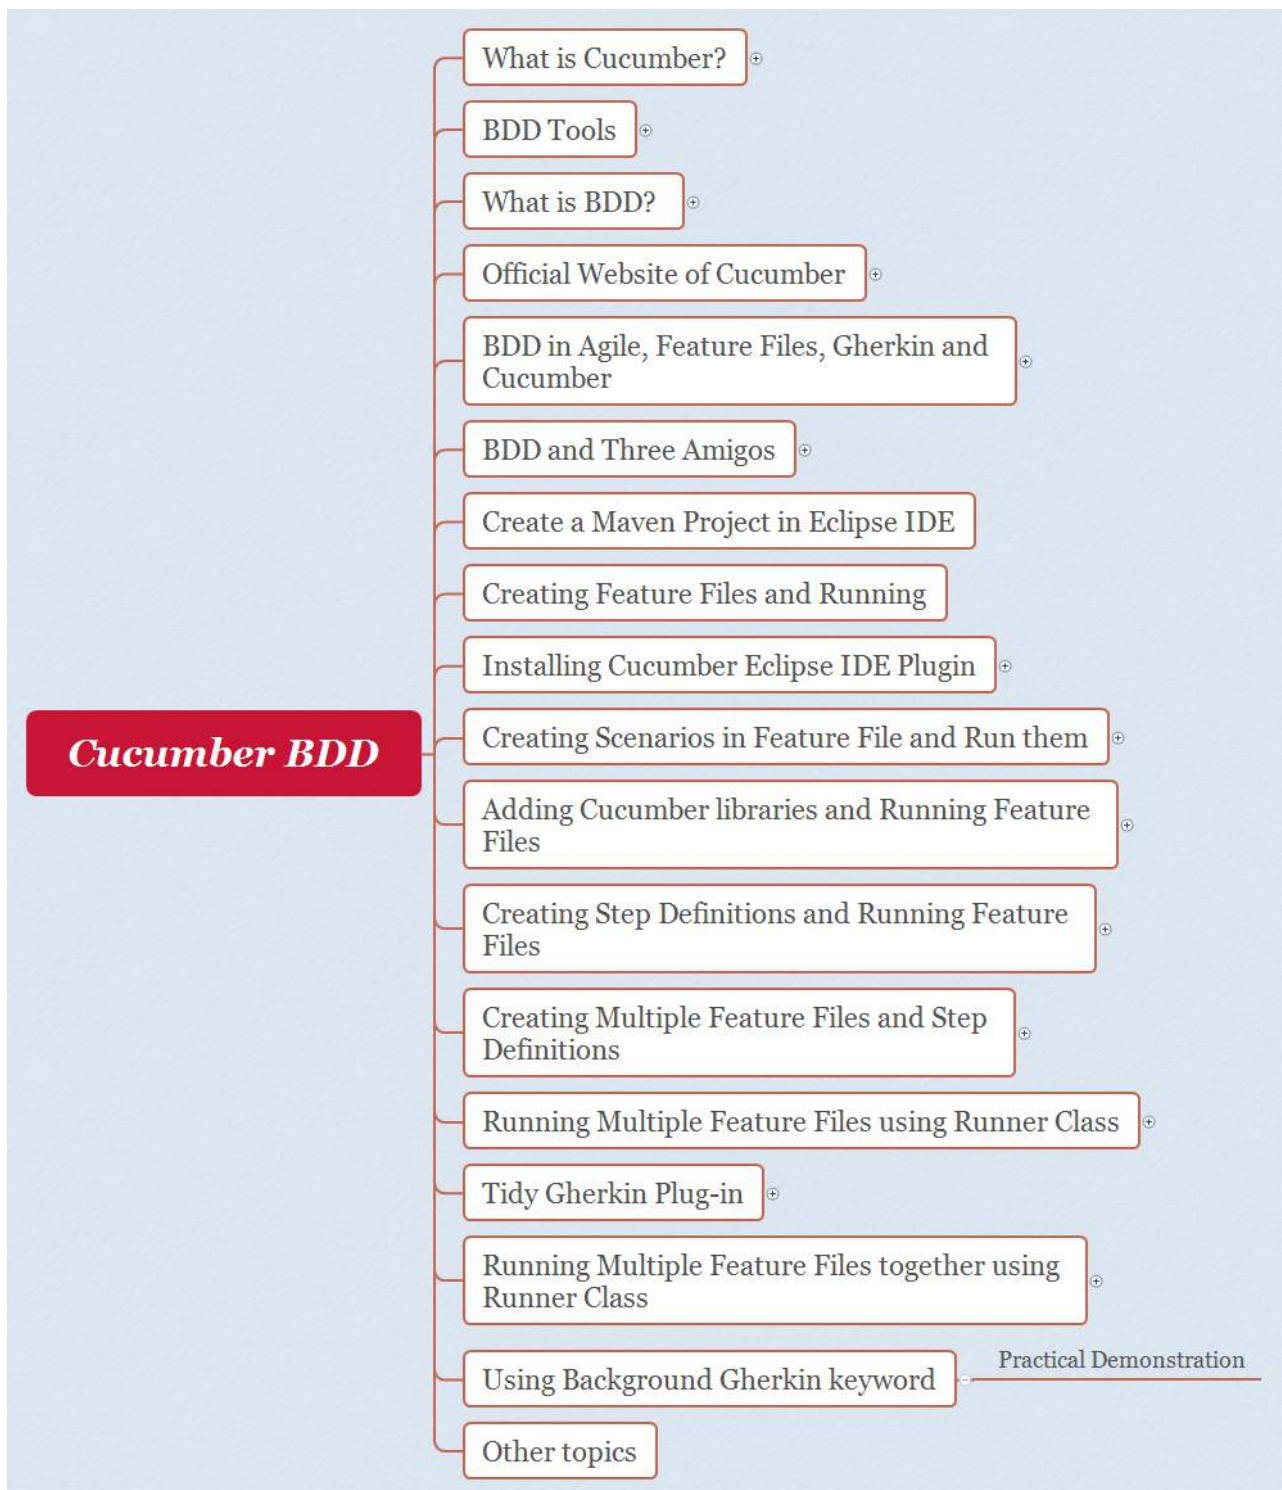 What is Cucumber?
BDD Tools
What is BDD?
Official Website of Cucumber
BDD in Agile, Feature Files, Gherkin and
Cucumber
BDD and Three Amigos
Create a Maven Project in Eclipse IDE
Creating Feature Files and Running
Installing Cucumber Eclipse IDE Plugin
Cucumber BDD
Creating Scenarios in Feature File and Run them
Adding Cucumber libraries and Running Feature
Files
Creating Step Definitions and Running Feature
Files
Creating Multiple Feature Files and Step
Definitions
Running Multiple Feature Files using Runner Class
Tidy Gherkin Plug-in
Running Multiple Feature Files together using
Runner Class
Using Background Gherkin keyword
Practical Demonstration
Other topics